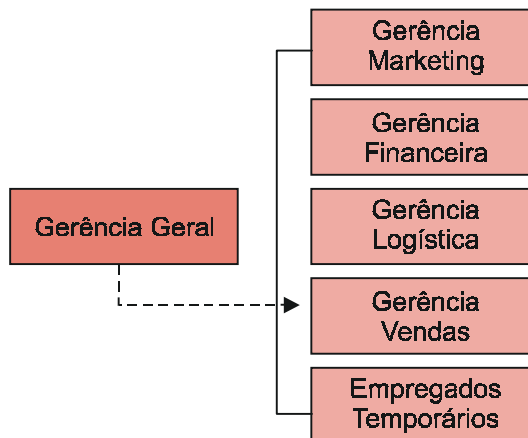 Gerência
Marketing
Gerência
Financeira
Gerência Geral
Gerência
Logística
Gerência
Vendas
Empregados
Temporários